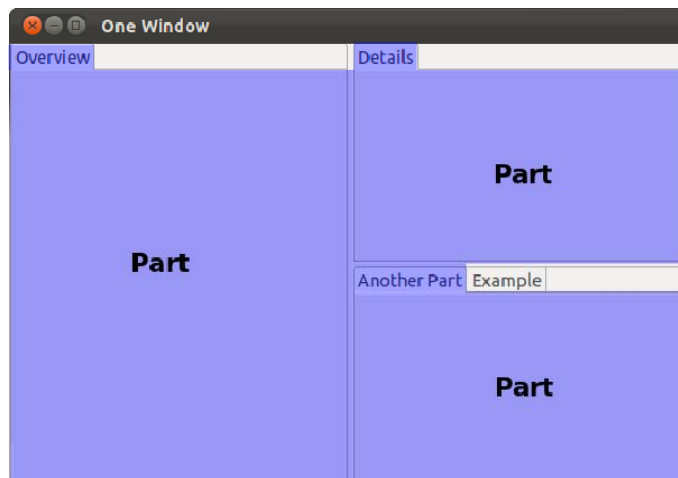 One Window
Overview
Details
Part
Part
Another Part
Example
Part